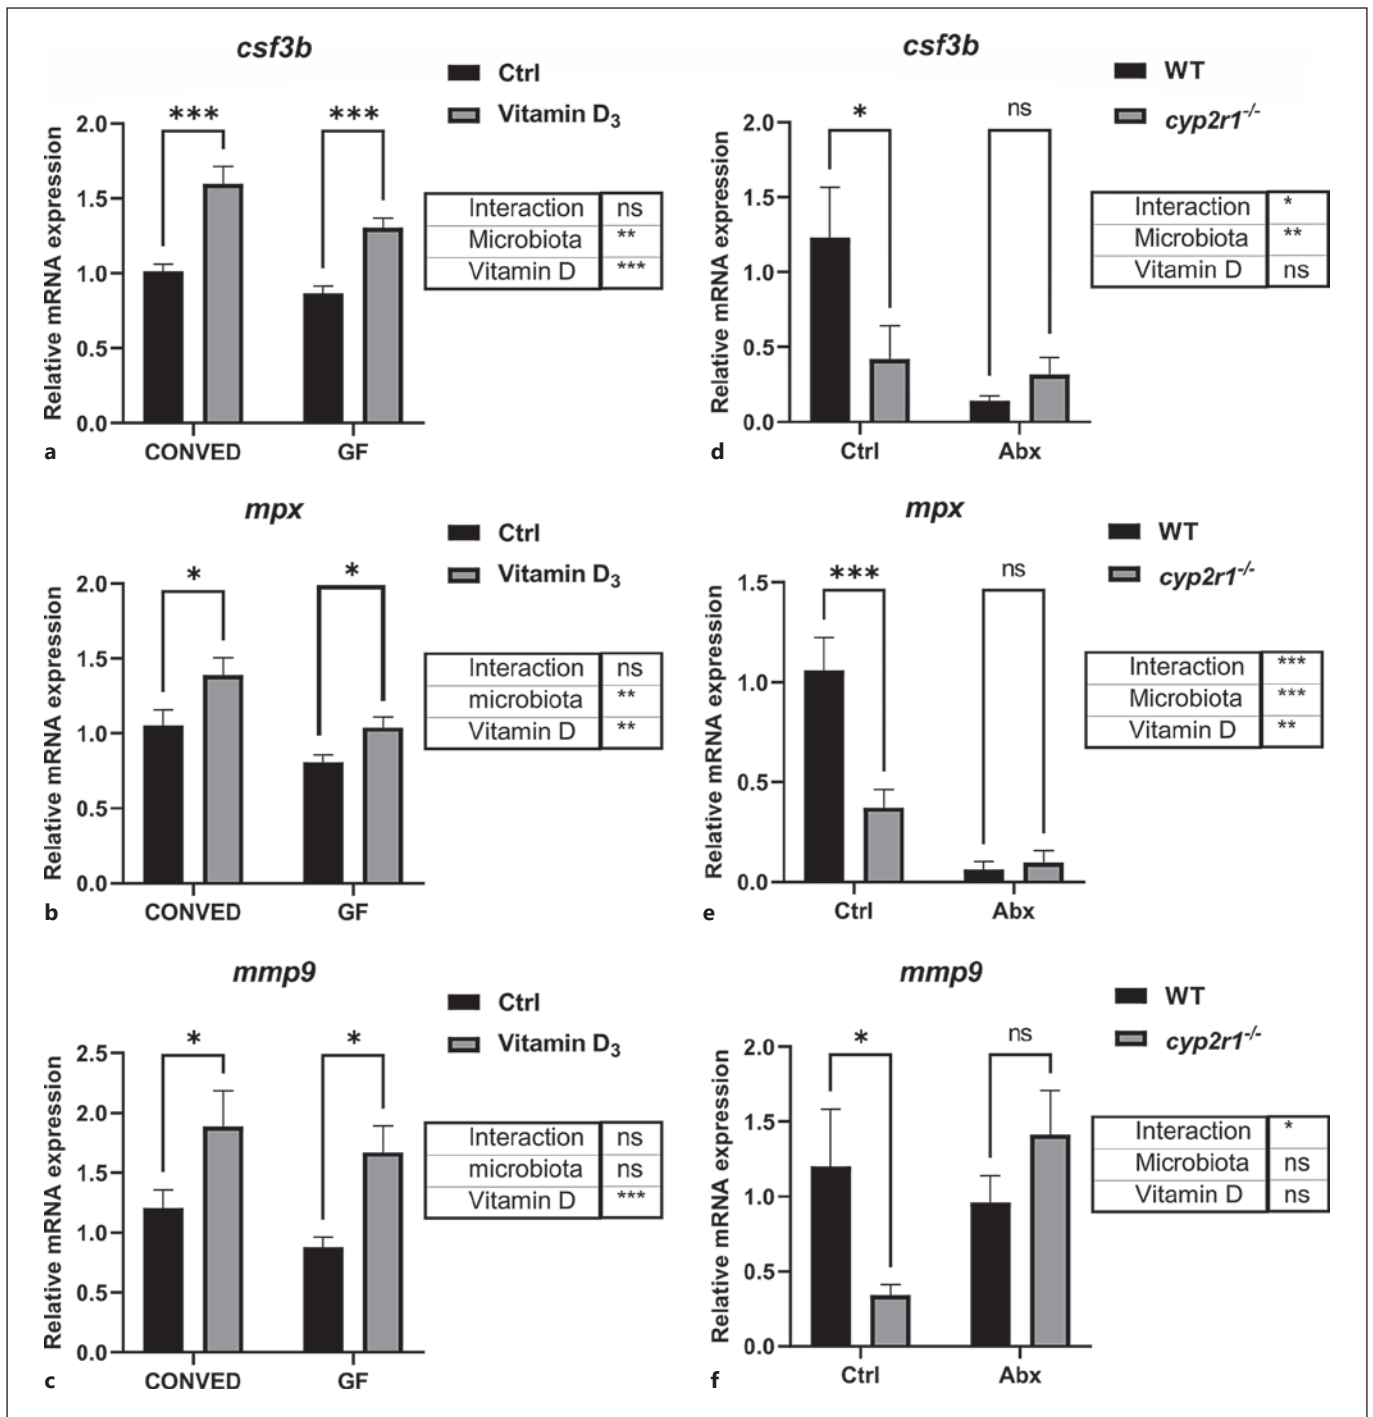 csf3b
Ctrl
Vitamin D3
*** ***
Relative mRNA expression
2.0
1.5
1.0
0.5
0.0
CONVED GF
Interaction ns
Microbiota **
Vitamin D ***
a
csf3b
WT
cyp2r1-/-
* ns
Relative mRNA expression
2.0
1.5
1.0
0.5
0.0
Ctrl Abx
Interaction *
Microbiota **
Vitamin D ns
d
mpx
Ctrl
Vitamin D3
* *
Relative mRNA expression
2.0
1.5
1.0
0.5
0.0
CONVED GF
Interaction ns
microbiota **
Vitamin D **
b
mpx
WT
cyp2r1-/-
*** ns
Relative mRNA expression
1.5
1.0
0.5
0.0
Ctrl Abx
Interaction ***
Microbiota ***
Vitamin D **
e
mmp9
Ctrl
Vitamin D3
* *
Relative mRNA expression
2.5
2.0
1.5
1.0
0.5
0.0
CONVED GF
Interaction ns
microbiota ns
Vitamin D ***
c
mmp9
WT
cyp2r1-/-
* ns
Relative mRNA expression
2.0
1.5
1.0
0.5
0.0
Ctrl Abx
Interaction *
Microbiota ns
Vitamin D ns
f